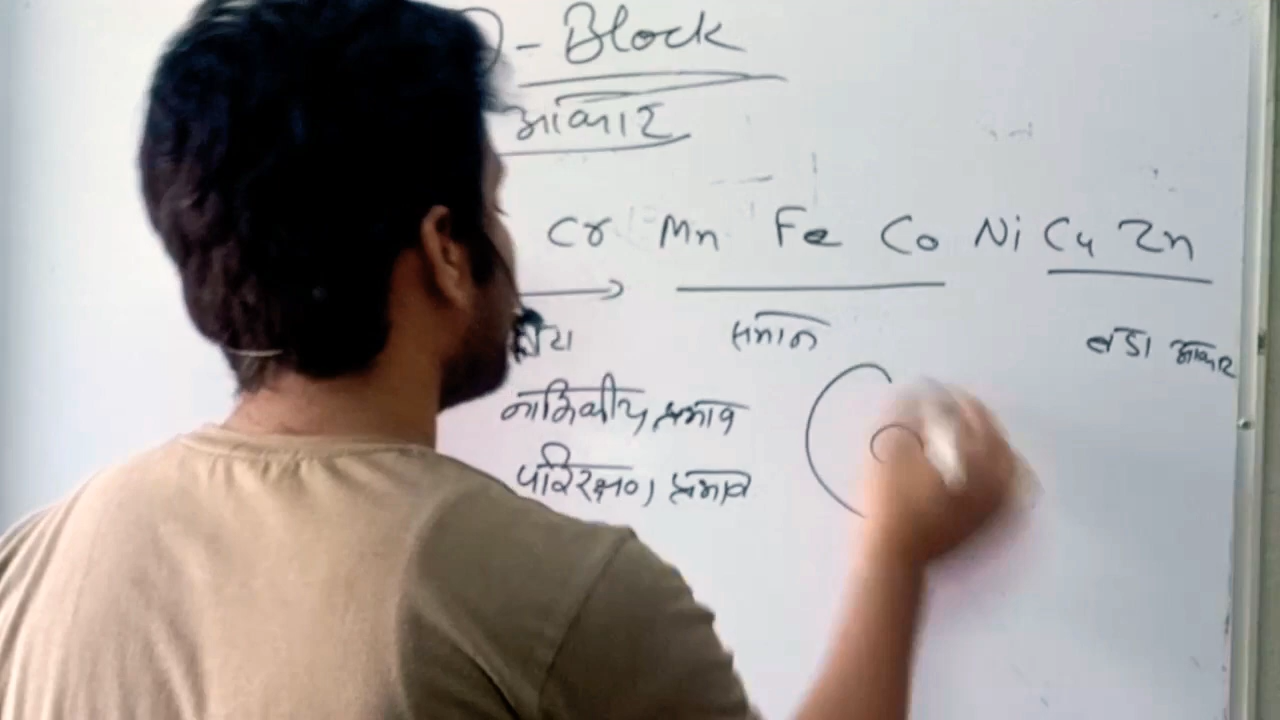 - Block
आकार
Cr Mn Fe Co Ni Cu Zn
समान बडा आकार
नाभिकीय प्रभाव
परिरक्षण प्रभाव